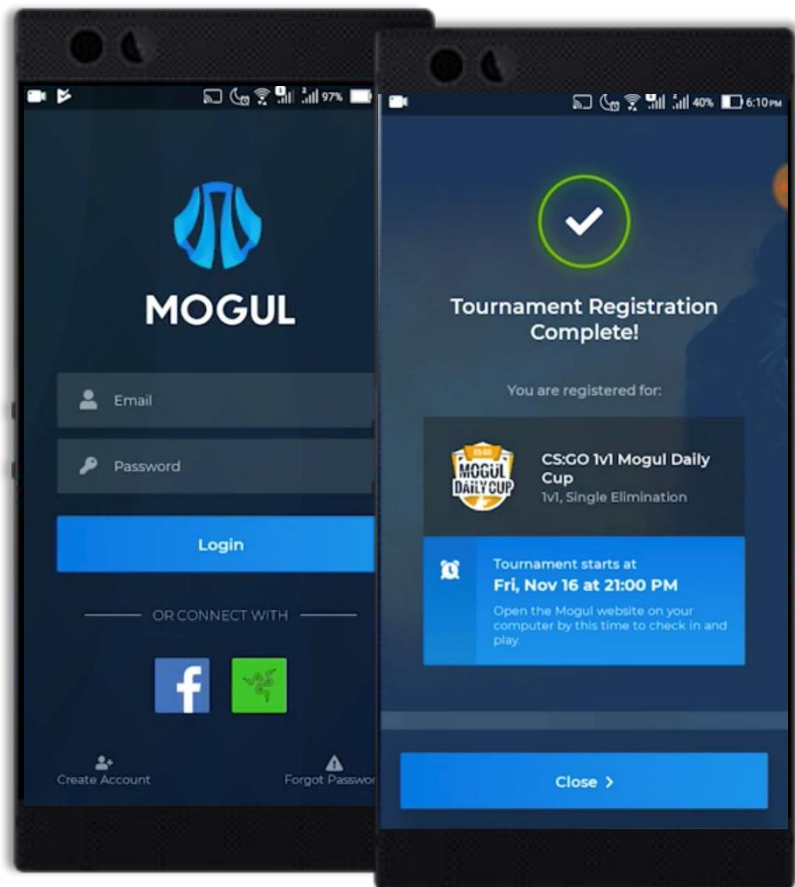 97%
MOGUL
Email
Password
Login
OR CONNECT WITH
Create Account
Forgot Passwor
40% 6:10 PM
Tournament Registration
Complete!
You are registered for:
MOGUL
DAILY CUP
CS:GO 1v1 Mogul Daily
Cup
1v1, Single Elimination
Tournament starts at
Fri, Nov 16 at 21:00 PM
Open the Mogul website on your
computer by this time to check in and
play.
Close